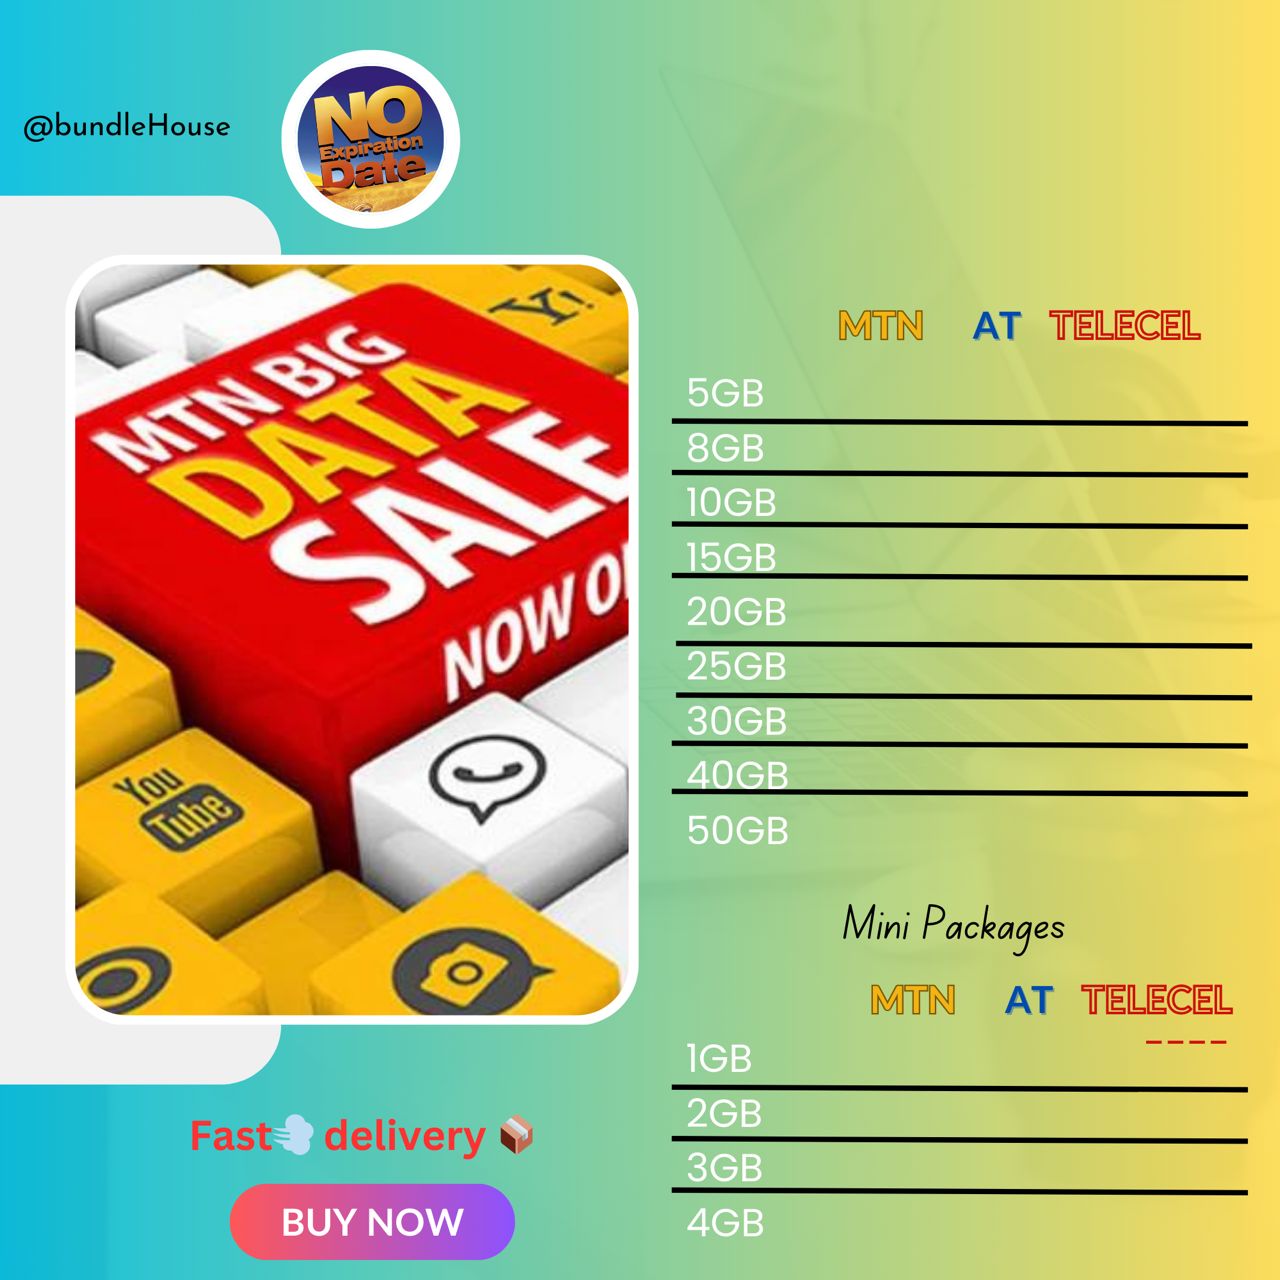 @bundleHouse
NO
Expiration
Date
Y!
MTN BIG
DATA
SALE
NOW
You
Tube
Fast💨 delivery 📦
BUY NOW
MTN AT TELECEL
5GB
8GB
10GB
15GB
20GB
25GB
30GB
40GB
50GB
Mini Packages
MTN AT TELECEL
----
1GB
2GB
3GB
4GB